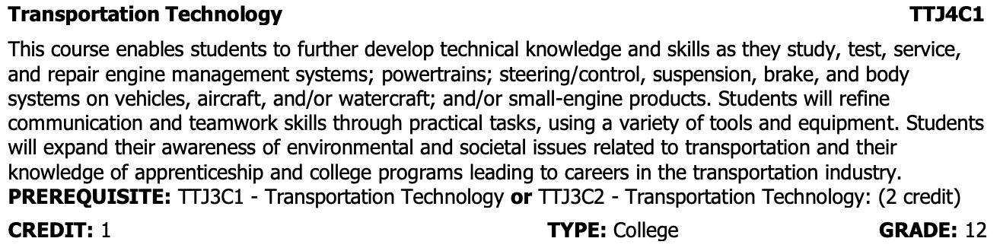 Transportation Technology TTJ4C1
This course enables students to further develop technical knowledge and skills as they study, test, service,
and repair engine management systems; powertrains; steering/control, suspension, brake, and body
systems on vehicles, aircraft, and/or watercraft; and/or small-engine products. Students will refine
communication and teamwork skills through practical tasks, using a variety of tools and equipment. Students
will expand their awareness of environmental and societal issues related to transportation and their
knowledge of apprenticeship and college programs leading to careers in the transportation industry.
PREREQUISITE: TTJ3C1 - Transportation Technology or TTJ3C2 - Transportation Technology: (2 credit)
CREDIT: 1 TYPE: College GRADE: 12